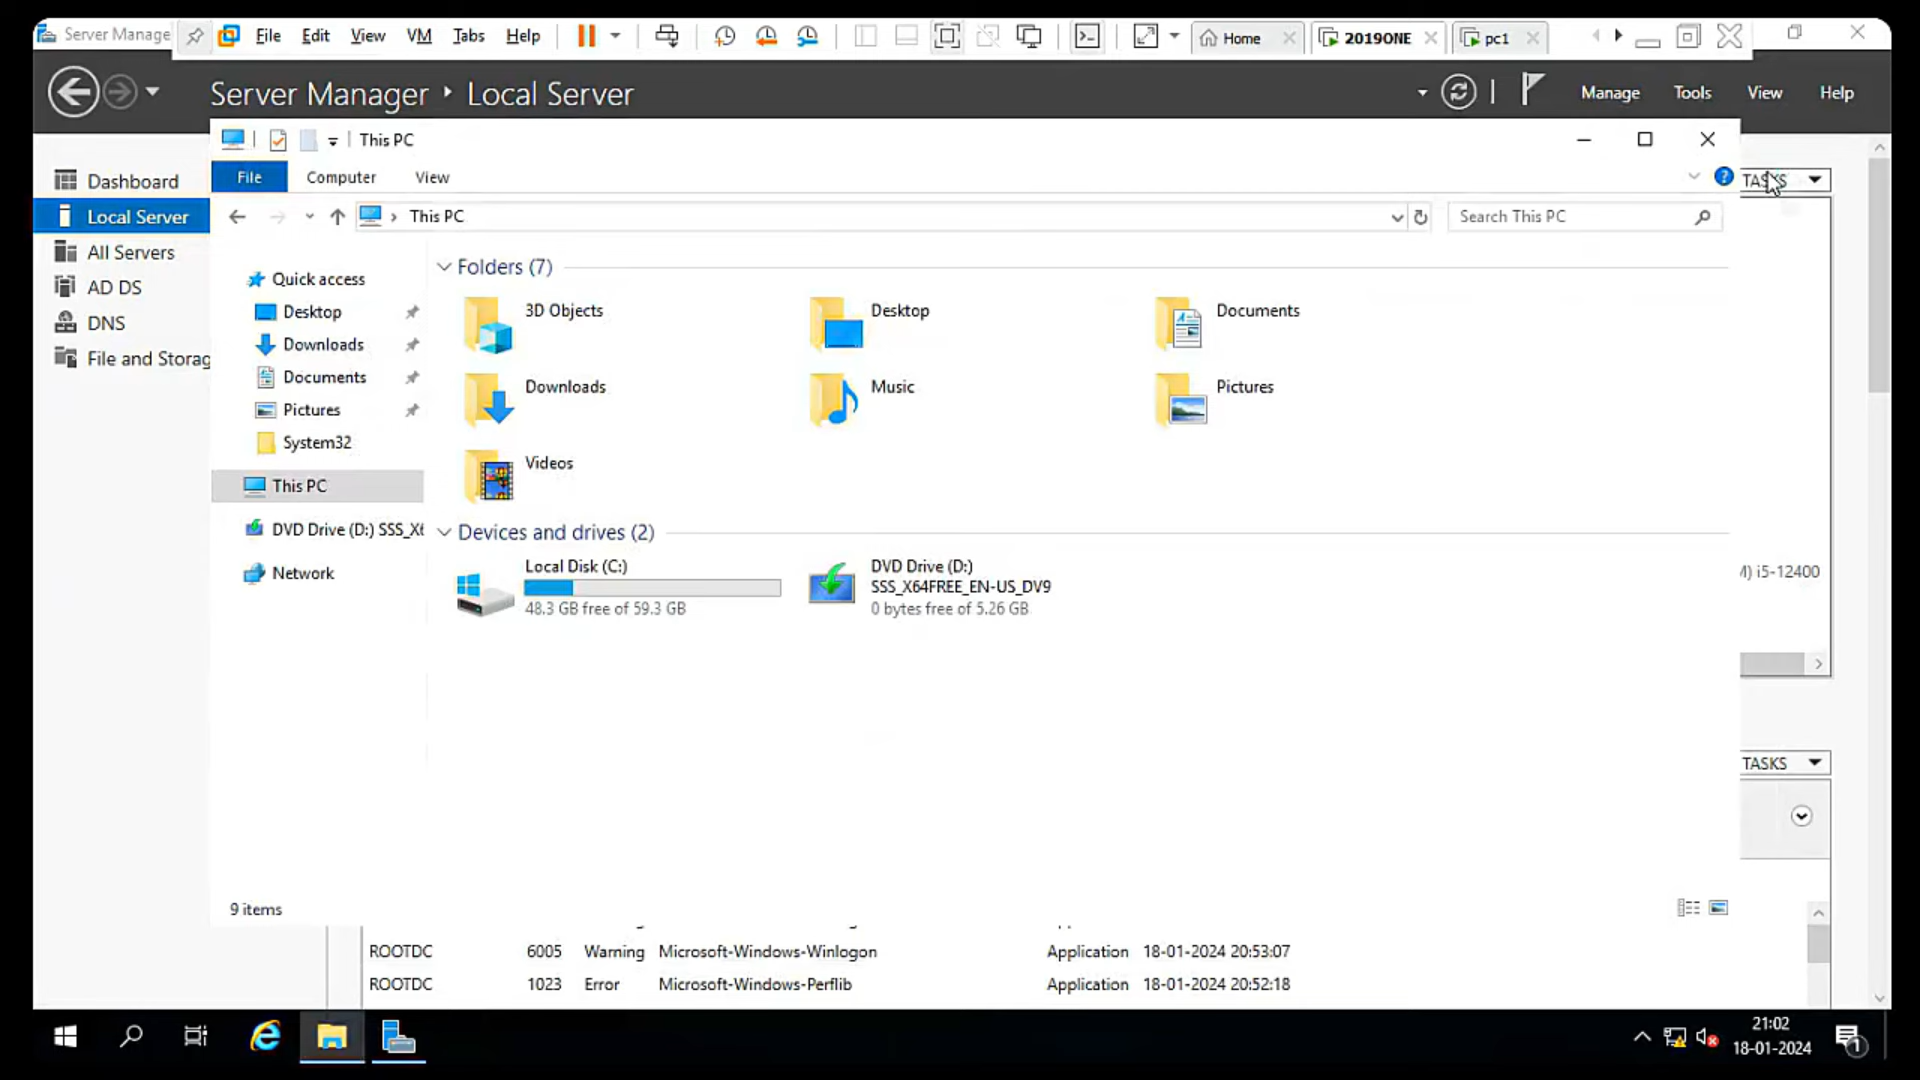 Server Manage
File Edit View VM Tabs Help
Home
2019ONE
pc1
Server Manager
Local Server
Manage Tools View Help
This PC
File Computer View
TASKS
This PC
Search This PC
Dashboard
Local Server
All Servers
AD DS
DNS
File and Storag
Quick access
Desktop
Downloads
Documents
Pictures
System32
This PC
DVD Drive (D:) SSS_X
Network
Folders (7)
3D Objects
Desktop
Documents
Downloads
Music
Pictures
Videos
Devices and drives (2)
Local Disk (C:)
48.3 GB free of 59.3 GB
DVD Drive (D:)
SSS_X64FREE_EN-US_DV9
0 bytes free of 5.26 GB
M) i5-12400
TASKS
9 items
ROOTDC 6005 Warning Microsoft-Windows-Winlogon Application 18-01-2024 20:53:07
ROOTDC 1023 Error Microsoft-Windows-Perflib Application 18-01-2024 20:52:18
21:02
18-01-2024
1